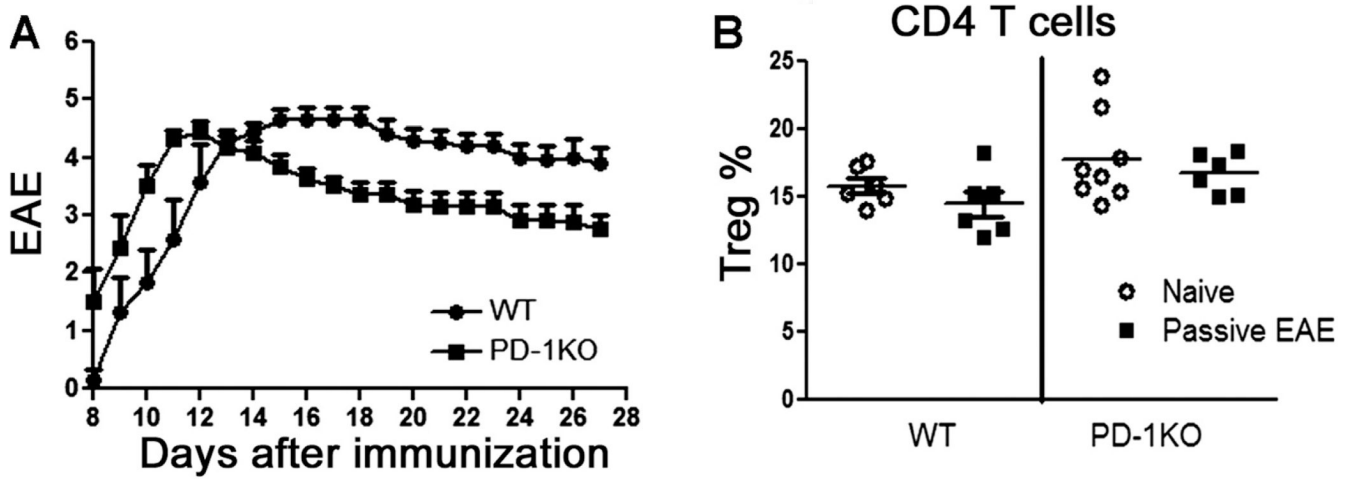 A
EAE
6
5
4
3
2
1
0
8 10 12 14 16 18 20 22 24 26 28
Days after immunization
WT
PD-1KO
B
CD4 T cells
Treg %
25
20
15
10
5
0
Naive
Passive EAE
WT PD-1KO